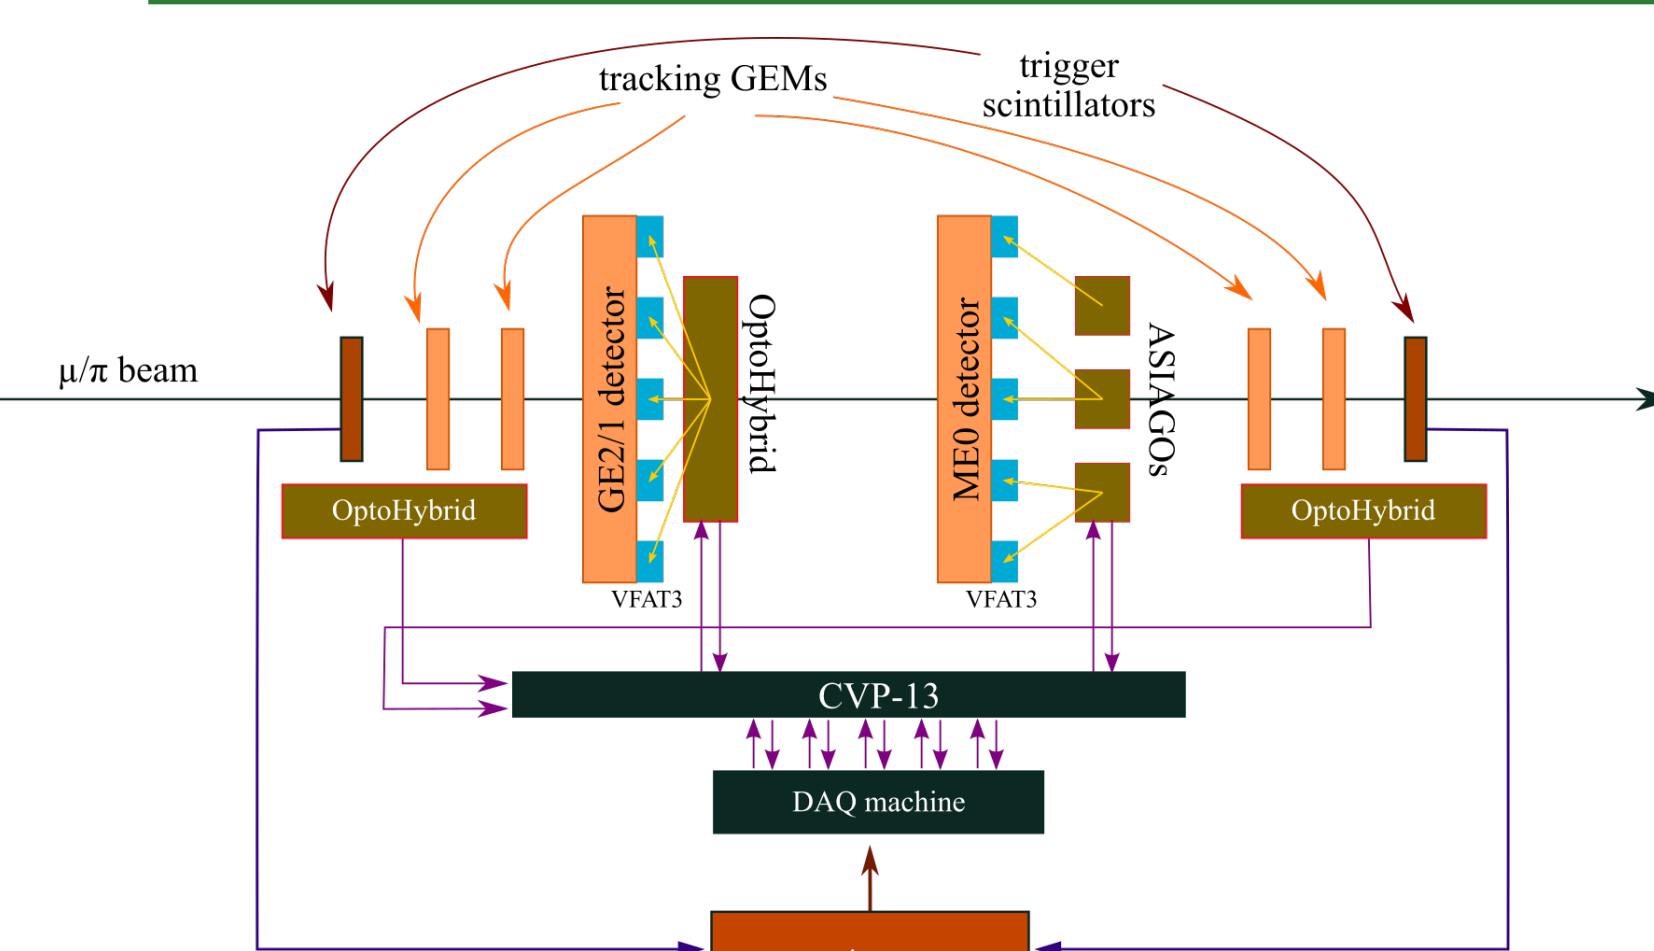 trigger
scintillators
tracking GEMs
μ/π beam
GE2/1 detector
OptoHybrid
ME0 detector
ASIAGOs
OptoHybrid
OptoHybrid
VFAT3
VFAT3
CVP-13
DAQ machine